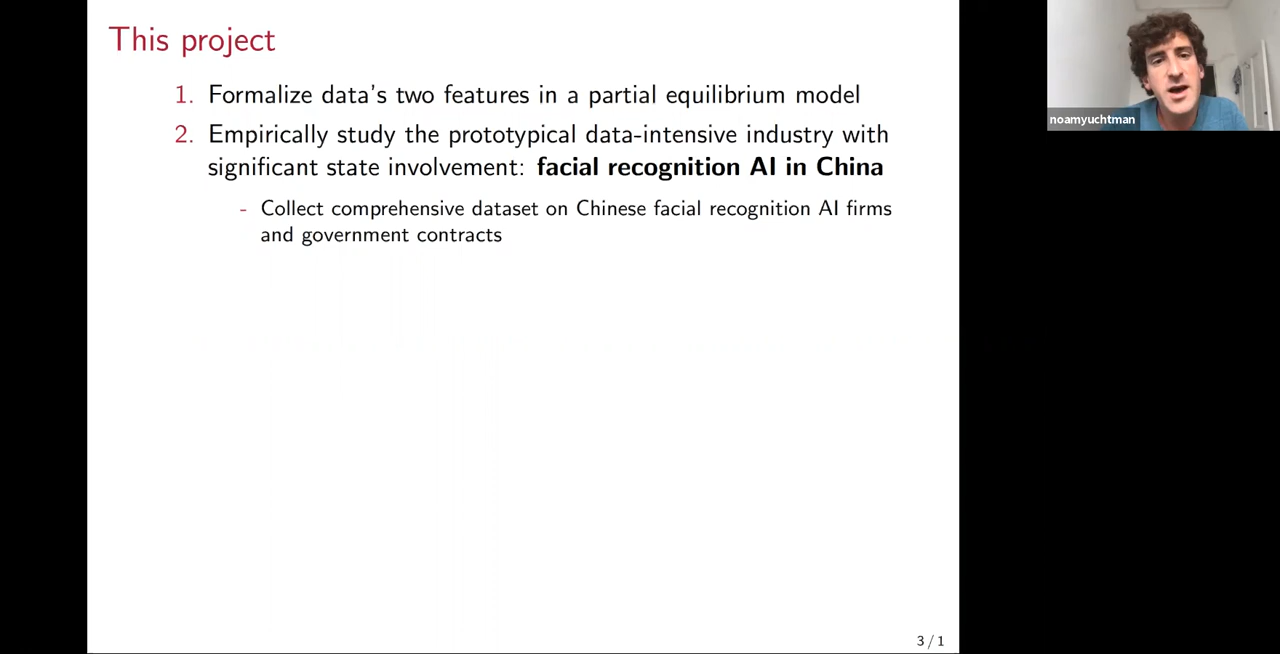 This project
1. Formalize data's two features in a partial equilibrium model
2. Empirically study the prototypical data-intensive industry with
significant state involvement: facial recognition AI in China
- Collect comprehensive dataset on Chinese facial recognition AI firms
and government contracts
3 / 1
noamyuchtman